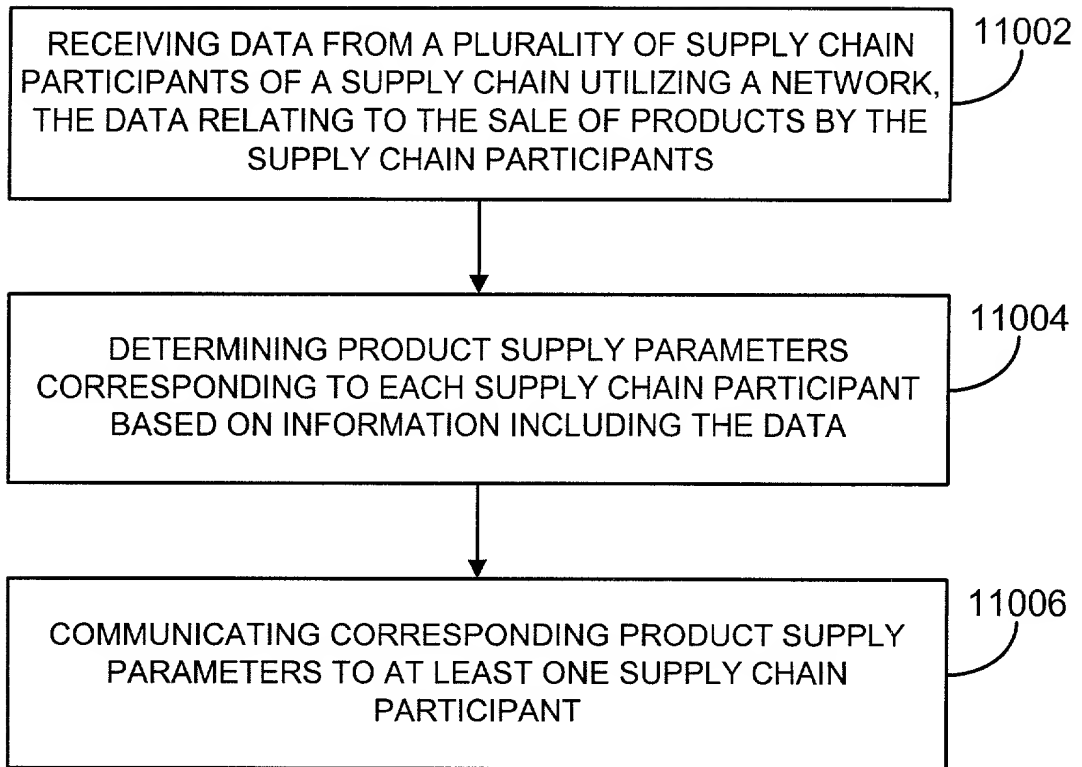 RECEIVING DATA FROM A PLURALITY OF SUPPLY CHAIN
PARTICIPANTS OF A SUPPLY CHAIN UTILIZING A NETWORK,
THE DATA RELATING TO THE SALE OF PRODUCTS BY THE
SUPPLY CHAIN PARTICIPANTS
11002
DETERMINING PRODUCT SUPPLY PARAMETERS
CORRESPONDING TO EACH SUPPLY CHAIN PARTICIPANT
BASED ON INFORMATION INCLUDING THE DATA
11004
COMMUNICATING CORRESPONDING PRODUCT SUPPLY
PARAMETERS TO AT LEAST ONE SUPPLY CHAIN
PARTICIPANT
11006